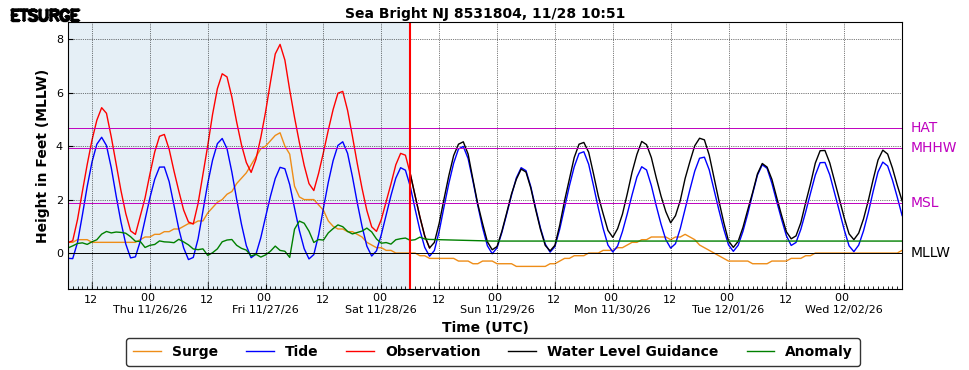 ETSURGE
Sea Bright NJ 8531804, 11/28 10:51
Height in Feet (MLLW)
8
6
4
2
0
HAT
MHHW
MSL
MLLW
12 00 12 00 12 00 12 00 12 00 12 00 12 00
Thu 11/26/26 Fri 11/27/26 Sat 11/28/26 Sun 11/29/26 Mon 11/30/26 Tue 12/01/26 Wed 12/02/26
Time (UTC)
Surge Tide Observation Water Level Guidance Anomaly